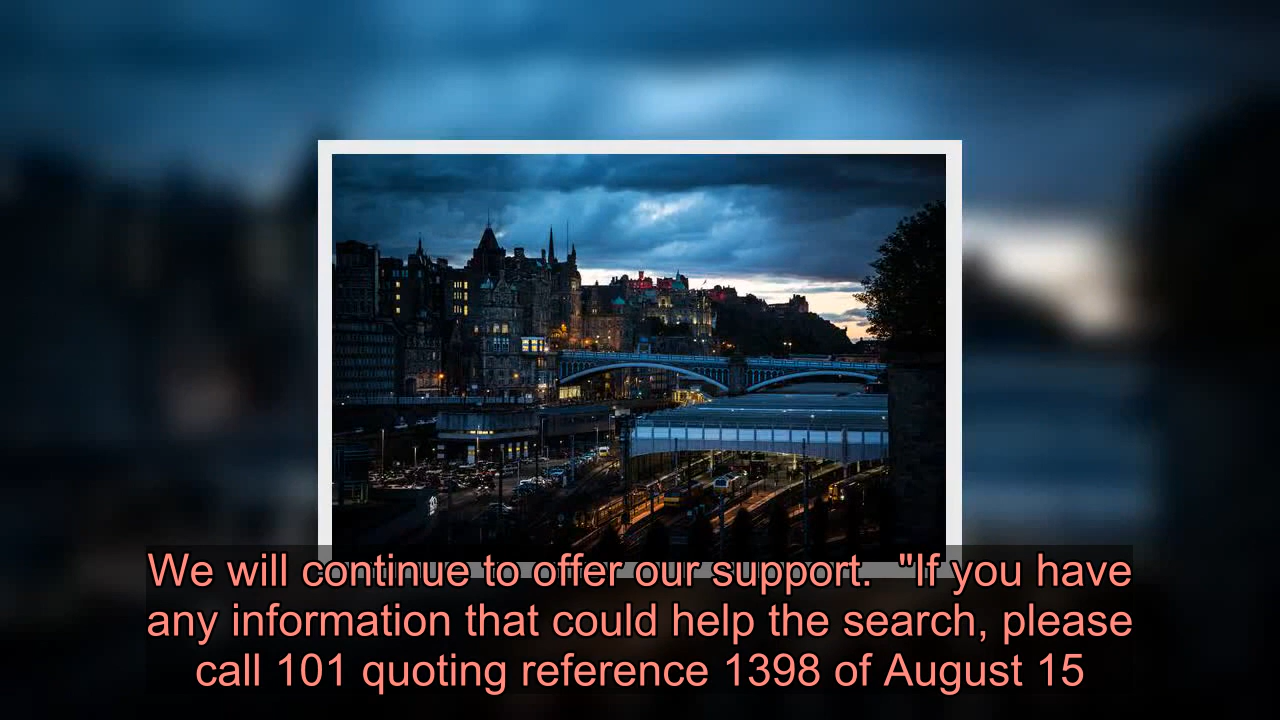 We will continue to offer our support.  "If you have
any information that could help the search, please
call 101 quoting reference 1398 of August 15